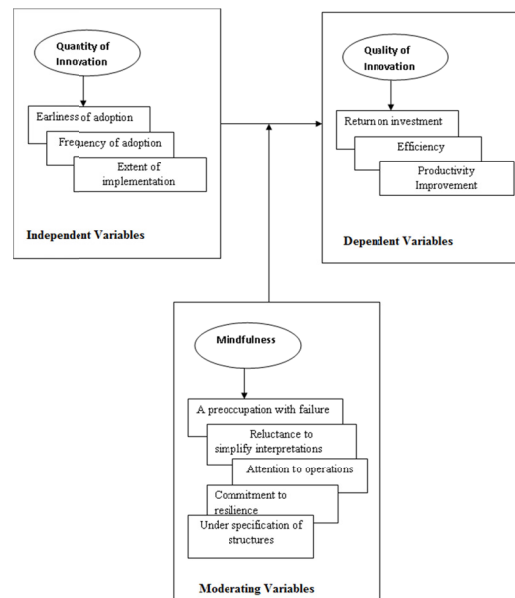 Quantity of
Innovation
Earliness of adoption
Frequency of adoption
Extent of
implementation
Independent Variables
Quality of
Innovation
Return on investment
Efficiency
Productivity
Improvement
Dependent Variables
Mindfulness
A preoccupation with failure
Reluctance to
simplify interpretations
Attention to operations
Commitment to
resilience
Under specification of
structures
Moderating Variables